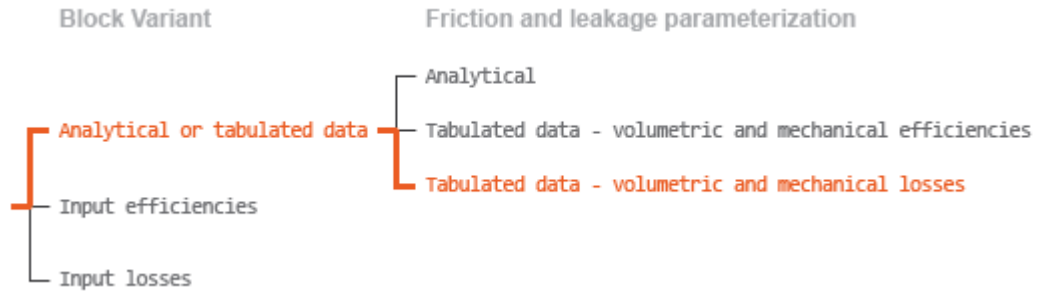 Block Variant
Friction and leakage parameterization
Analytical
Analytical or tabulated data
Tabulated data - volumetric and mechanical efficiencies
Tabulated data - volumetric and mechanical losses
Input efficiencies
Input losses